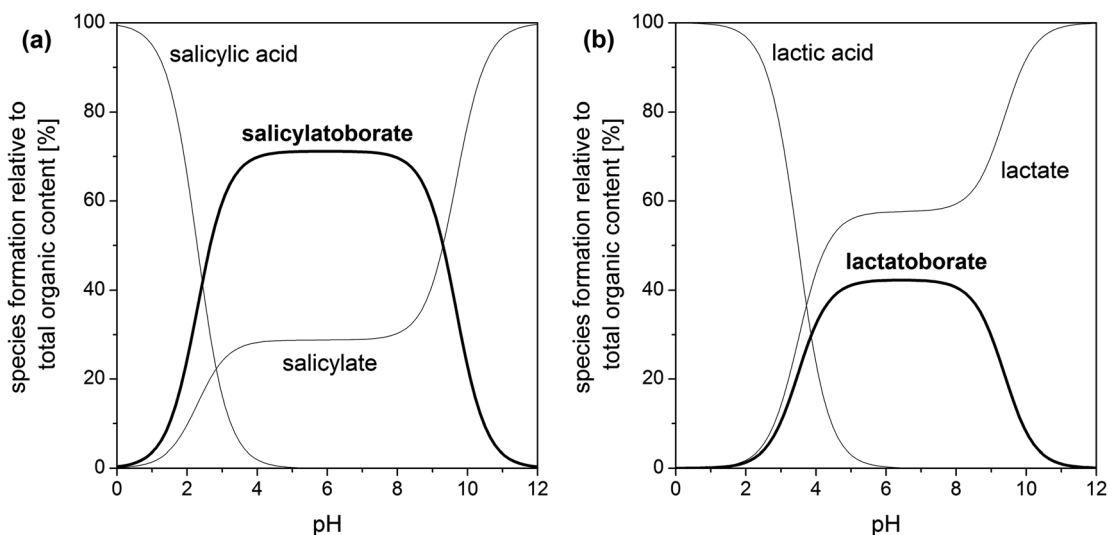 (a)
salicylic acid
salicylatoborate
salicylate
species formation relative to
total organic content [%]
100
80
60
40
20
0
0 2 4 6 8 10 12
pH
(b)
lactic acid
lactate
lactatoborate
species formation relative to
total organic content [%]
100
80
60
40
20
0
0 2 4 6 8 10 12
pH